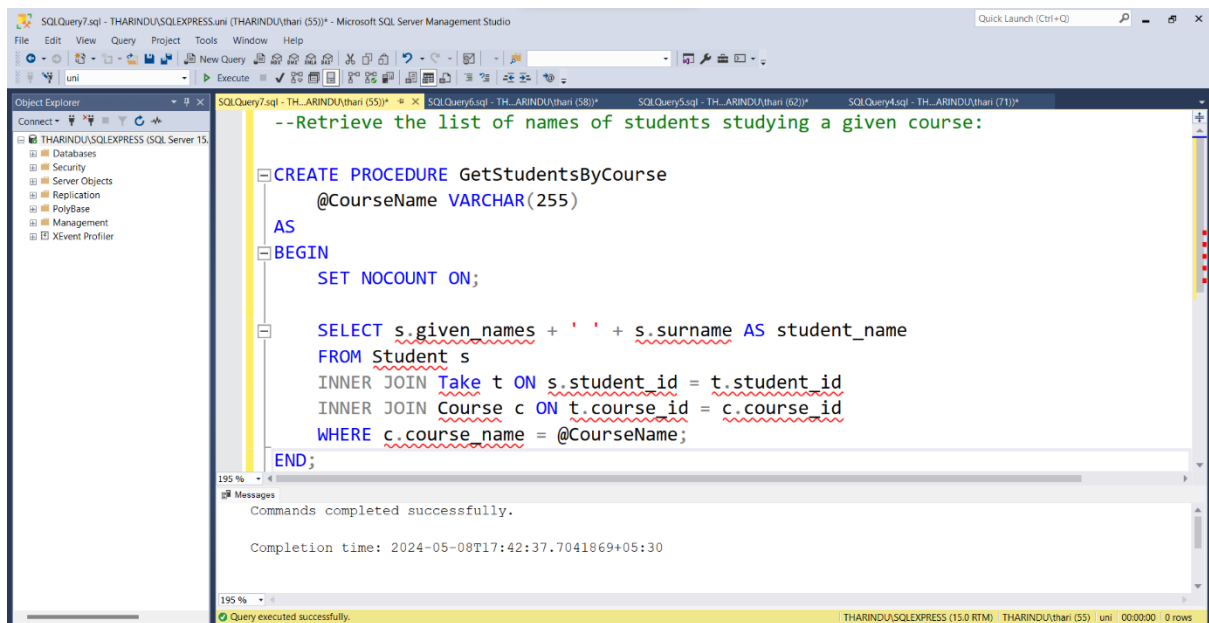 SQLQuery7.sql - THARINDU\SQLEXPRESS.uni (THARINDU\thari (55))* - Microsoft SQL Server Management Studio
Quick Launch (Ctrl+Q)
File Edit View Query Project Tools Window Help
New Query
uni
Execute
Object Explorer
SQLQuery7.sql - TH...ARINDU\thari (55))*
SQLQuery6.sql - TH...ARINDU\thari (58))*
SQLQuery5.sql - TH...ARINDU\thari (62))*
SQLQuery4.sql - TH...ARINDU\thari (71))*
Connect
THARINDU\SQLEXPRESS (SQL Server 15.
Databases
Security
Server Objects
Replication
PolyBase
Management
XEvent Profiler
--Retrieve the list of names of students studying a given course:
CREATE PROCEDURE GetStudentsByCourse
@CourseName VARCHAR(255)
AS
BEGIN
SET NOCOUNT ON;
SELECT s.given_names + ' ' + s.surname AS student_name
FROM Student s
INNER JOIN Take t ON s.student_id = t.student_id
INNER JOIN Course c ON t.course_id = c.course_id
WHERE c.course_name = @CourseName;
END;
195 %
Messages
Commands completed successfully.
Completion time: 2024-05-08T17:42:37.7041869+05:30
195 %
Query executed successfully.
THARINDU\SQLEXPRESS (15.0 RTM) THARINDU\thari (55) uni 00:00:00 0 rows